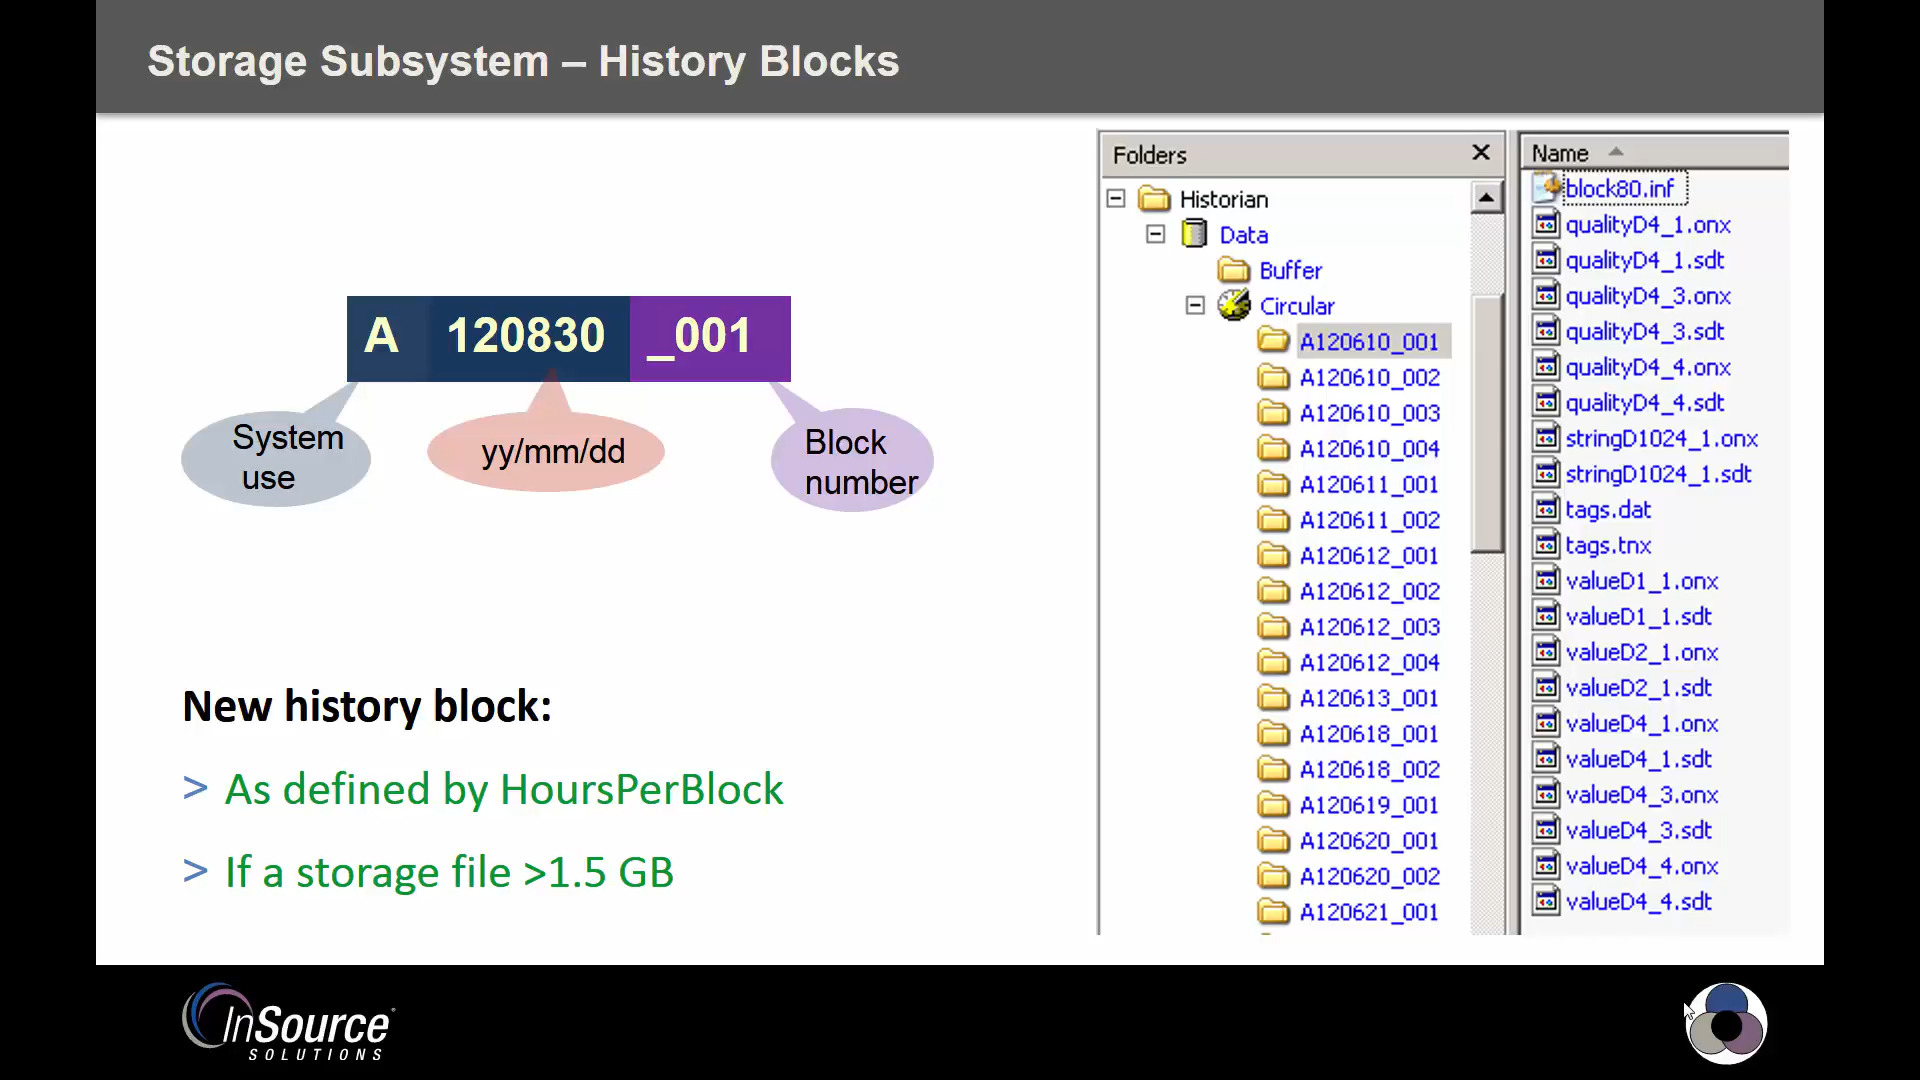 Storage Subsystem – History Blocks
A 120830 _001
System
use
yy/mm/dd
Block
number
New history block:
> As defined by HoursPerBlock
> If a storage file >1.5 GB
Folders
Historian
Data
Buffer
Circular
A120610_001
A120610_002
A120610_003
A120610_004
A120611_001
A120611_002
A120612_001
A120612_002
A120612_003
A120612_004
A120613_001
A120618_001
A120618_002
A120619_001
A120620_001
A120620_002
A120621_001
Name
block80.inf
qualityD4_1.onx
qualityD4_1.sdt
qualityD4_3.onx
qualityD4_3.sdt
qualityD4_4.onx
qualityD4_4.sdt
stringD1024_1.onx
stringD1024_1.sdt
tags.dat
tags.tnx
valueD1_1.onx
valueD1_1.sdt
valueD2_1.onx
valueD2_1.sdt
valueD4_1.onx
valueD4_1.sdt
valueD4_3.onx
valueD4_3.sdt
valueD4_4.onx
valueD4_4.sdt
InSource
SOLUTIONS